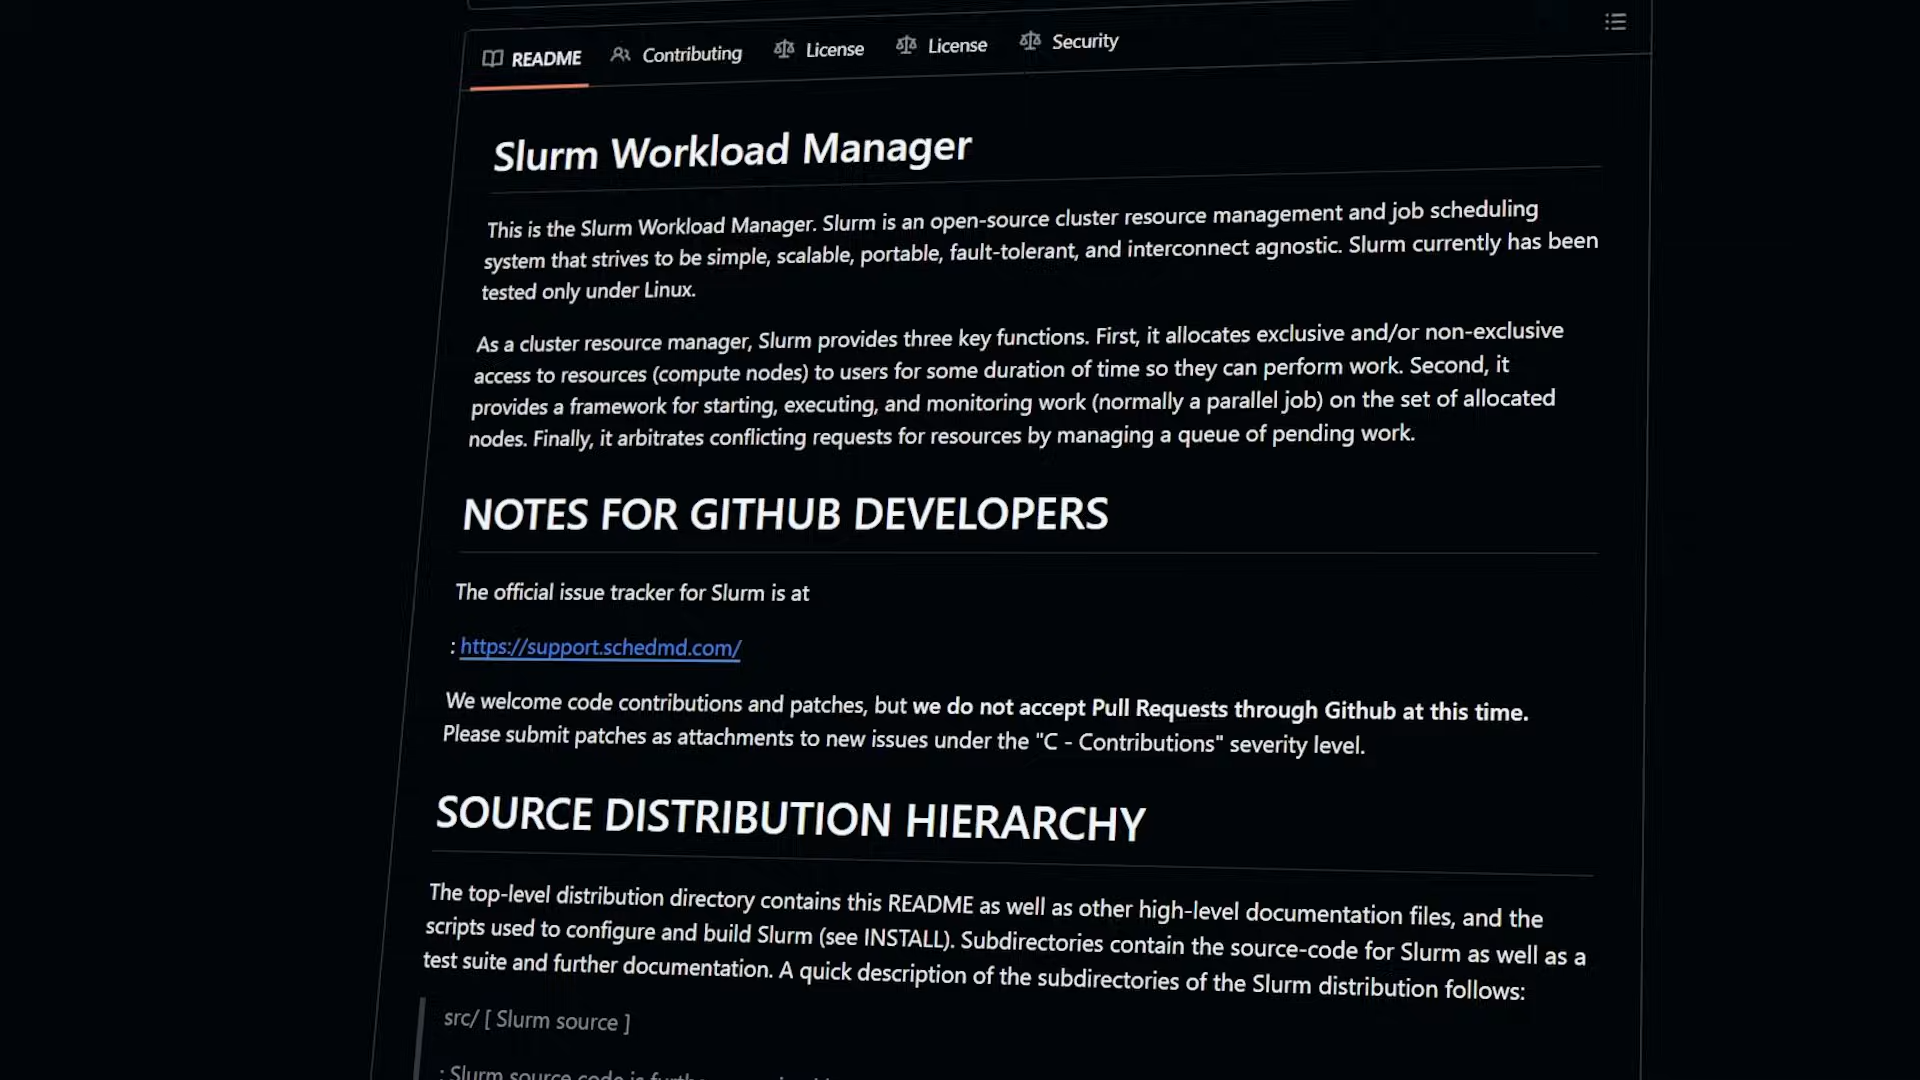 README Contributing License License Security
Slurm Workload Manager
This is the Slurm Workload Manager. Slurm is an open-source cluster resource management and job scheduling
system that strives to be simple, scalable, portable, fault-tolerant, and interconnect agnostic. Slurm currently has been
tested only under Linux.
As a cluster resource manager, Slurm provides three key functions. First, it allocates exclusive and/or non-exclusive
access to resources (compute nodes) to users for some duration of time so they can perform work. Second, it
provides a framework for starting, executing, and monitoring work (normally a parallel job) on the set of allocated
nodes. Finally, it arbitrates conflicting requests for resources by managing a queue of pending work.
NOTES FOR GITHUB DEVELOPERS
The official issue tracker for Slurm is at
: https://support.schedmd.com/
We welcome code contributions and patches, but we do not accept Pull Requests through Github at this time.
Please submit patches as attachments to new issues under the "C - Contributions" severity level.
SOURCE DISTRIBUTION HIERARCHY
The top-level distribution directory contains this README as well as other high-level documentation files, and the
scripts used to configure and build Slurm (see INSTALL). Subdirectories contain the source-code for Slurm as well as a
test suite and further documentation. A quick description of the subdirectories of the Slurm distribution follows:
src/ [ Slurm source ]
: Slurm source code is